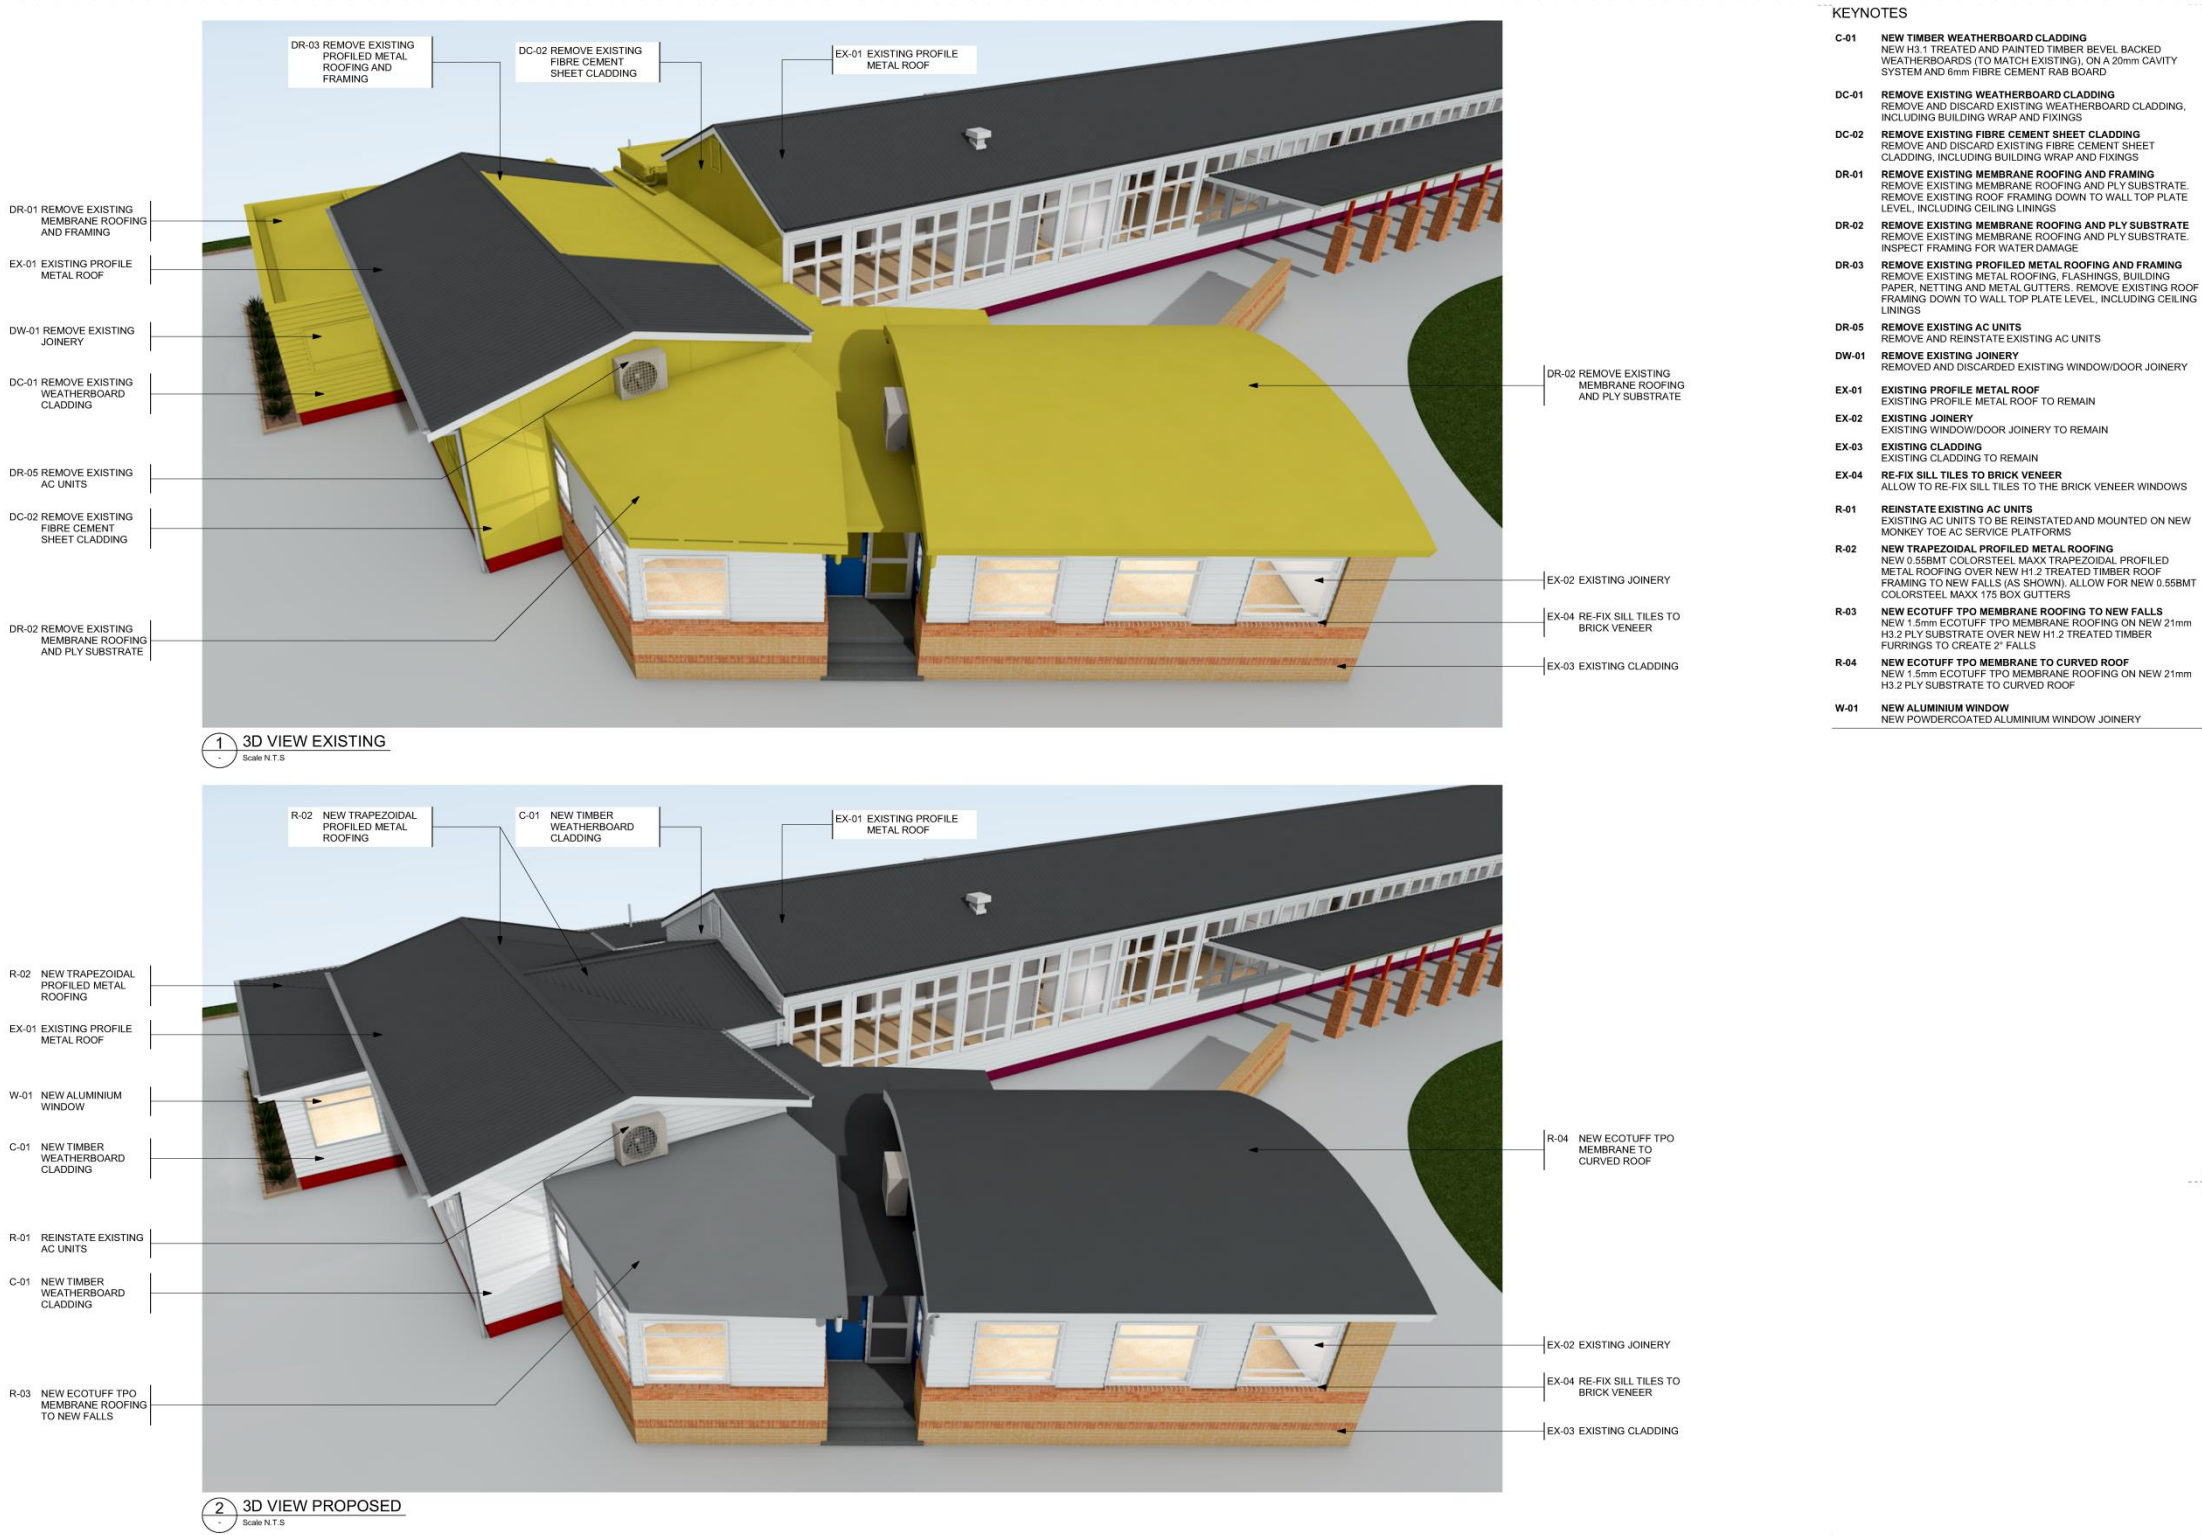 DR-03 REMOVE EXISTING
PROFILED METAL
ROOFING AND
FRAMING
DC-02 REMOVE EXISTING
FIBRE CEMENT
SHEET CLADDING
EX-01 EXISTING PROFILE
METAL ROOF
DR-01 REMOVE EXISTING
MEMBRANE ROOFING
AND FRAMING
EX-01 EXISTING PROFILE
METAL ROOF
DW-01 REMOVE EXISTING
JOINERY
DC-01 REMOVE EXISTING
WEATHERBOARD
CLADDING
DR-05 REMOVE EXISTING
AC UNITS
DC-02 REMOVE EXISTING
FIBRE CEMENT
SHEET CLADDING
DR-02 REMOVE EXISTING
MEMBRANE ROOFING
AND PLY SUBSTRATE
DR-02 REMOVE EXISTING
MEMBRANE ROOFING
AND PLY SUBSTRATE
EX-02 EXISTING JOINERY
EX-04 RE-FIX SILL TILES TO
BRICK VENEER
EX-03 EXISTING CLADDING
1 3D VIEW EXISTING
- Scale N.T.S
R-02 NEW TRAPEZOIDAL
PROFILED METAL
ROOFING
C-01 NEW TIMBER
WEATHERBOARD
CLADDING
EX-01 EXISTING PROFILE
METAL ROOF
R-02 NEW TRAPEZOIDAL
PROFILED METAL
ROOFING
EX-01 EXISTING PROFILE
METAL ROOF
W-01 NEW ALUMINIUM
WINDOW
C-01 NEW TIMBER
WEATHERBOARD
CLADDING
R-01 REINSTATE EXISTING
AC UNITS
C-01 NEW TIMBER
WEATHERBOARD
CLADDING
R-03 NEW ECOTUFF TPO
MEMBRANE ROOFING
TO NEW FALLS
R-04 NEW ECOTUFF TPO
MEMBRANE TO
CURVED ROOF
EX-02 EXISTING JOINERY
EX-04 RE-FIX SILL TILES TO
BRICK VENEER
EX-03 EXISTING CLADDING
2 3D VIEW PROPOSED
- Scale N.T.S
KEYNOTES
C-01 NEW TIMBER WEATHERBOARD CLADDING
NEW H3.1 TREATED AND PAINTED TIMBER BEVEL BACKED
WEATHERBOARDS (TO MATCH EXISTING), ON A 20mm CAVITY
SYSTEM AND 6mm FIBRE CEMENT RAB BOARD
DC-01 REMOVE EXISTING WEATHERBOARD CLADDING
REMOVE AND DISCARD EXISTING WEATHERBOARD CLADDING,
INCLUDING BUILDING WRAP AND FIXINGS
DC-02 REMOVE EXISTING FIBRE CEMENT SHEET CLADDING
REMOVE AND DISCARD EXISTING FIBRE CEMENT SHEET
CLADDING, INCLUDING BUILDING WRAP AND FIXINGS
DR-01 REMOVE EXISTING MEMBRANE ROOFING AND FRAMING
REMOVE EXISTING MEMBRANE ROOFING AND PLY SUBSTRATE.
REMOVE EXISTING ROOF FRAMING DOWN TO WALL TOP PLATE
LEVEL, INCLUDING CEILING LININGS
DR-02 REMOVE EXISTING MEMBRANE ROOFING AND PLY SUBSTRATE
REMOVE EXISTING MEMBRANE ROOFING AND PLY SUBSTRATE.
INSPECT FRAMING FOR WATER DAMAGE
DR-03 REMOVE EXISTING PROFILED METAL ROOFING AND FRAMING
REMOVE EXISTING METAL ROOFING, FLASHINGS, BUILDING
PAPER, NETTING AND METAL GUTTERS. REMOVE EXISTING ROOF
FRAMING DOWN TO WALL TOP PLATE LEVEL, INCLUDING CEILING
LININGS
DR-05 REMOVE EXISTING AC UNITS
REMOVE AND REINSTATE EXISTING AC UNITS
DW-01 REMOVE EXISTING JOINERY
REMOVED AND DISCARDED EXISTING WINDOW/DOOR JOINERY
EX-01 EXISTING PROFILE METAL ROOF
EXISTING PROFILE METAL ROOF TO REMAIN
EX-02 EXISTING JOINERY
EXISTING WINDOW/DOOR JOINERY TO REMAIN
EX-03 EXISTING CLADDING
EXISTING CLADDING TO REMAIN
EX-04 RE-FIX SILL TILES TO BRICK VENEER
ALLOW TO RE-FIX SILL TILES TO THE BRICK VENEER WINDOWS
R-01 REINSTATE EXISTING AC UNITS
EXISTING AC UNITS TO BE REINSTATED AND MOUNTED ON NEW
MONKEY TOE AC SERVICE PLATFORMS
R-02 NEW TRAPEZOIDAL PROFILED METAL ROOFING
NEW 0.55BMT COLORSTEEL MAXX TRAPEZOIDAL PROFILED
METAL ROOFING OVER NEW H1.2 TREATED TIMBER ROOF
FRAMING TO NEW FALLS (AS SHOWN). ALLOW FOR NEW 0.55BMT
COLORSTEEL MAXX 175 BOX GUTTERS
R-03 NEW ECOTUFF TPO MEMBRANE ROOFING TO NEW FALLS
NEW 1.5mm ECOTUFF TPO MEMBRANE ROOFING ON NEW 21mm
H3.2 PLY SUBSTRATE OVER NEW H1.2 TREATED TIMBER
FURRINGS TO CREATE 2° FALLS
R-04 NEW ECOTUFF TPO MEMBRANE TO CURVED ROOF
NEW 1.5mm ECOTUFF TPO MEMBRANE ROOFING ON NEW 21mm
H3.2 PLY SUBSTRATE TO CURVED ROOF
W-01 NEW ALUMINIUM WINDOW
NEW POWDERCOATED ALUMINIUM WINDOW JOINERY